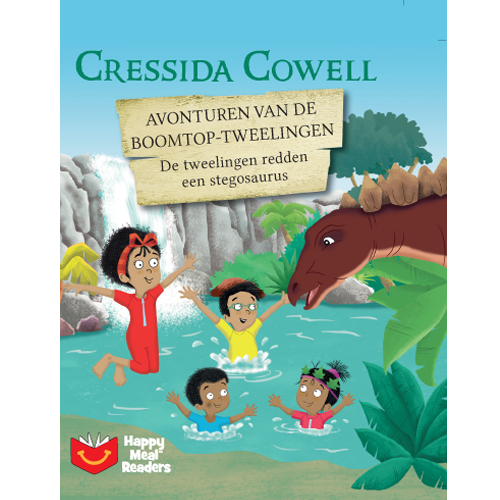 CRESSIDA COWELL
AVONTUREN VAN DE
BOOMTOP-TWEELINGEN
De tweelingen redden
een stegosaurus
Happy
Meal
Readers